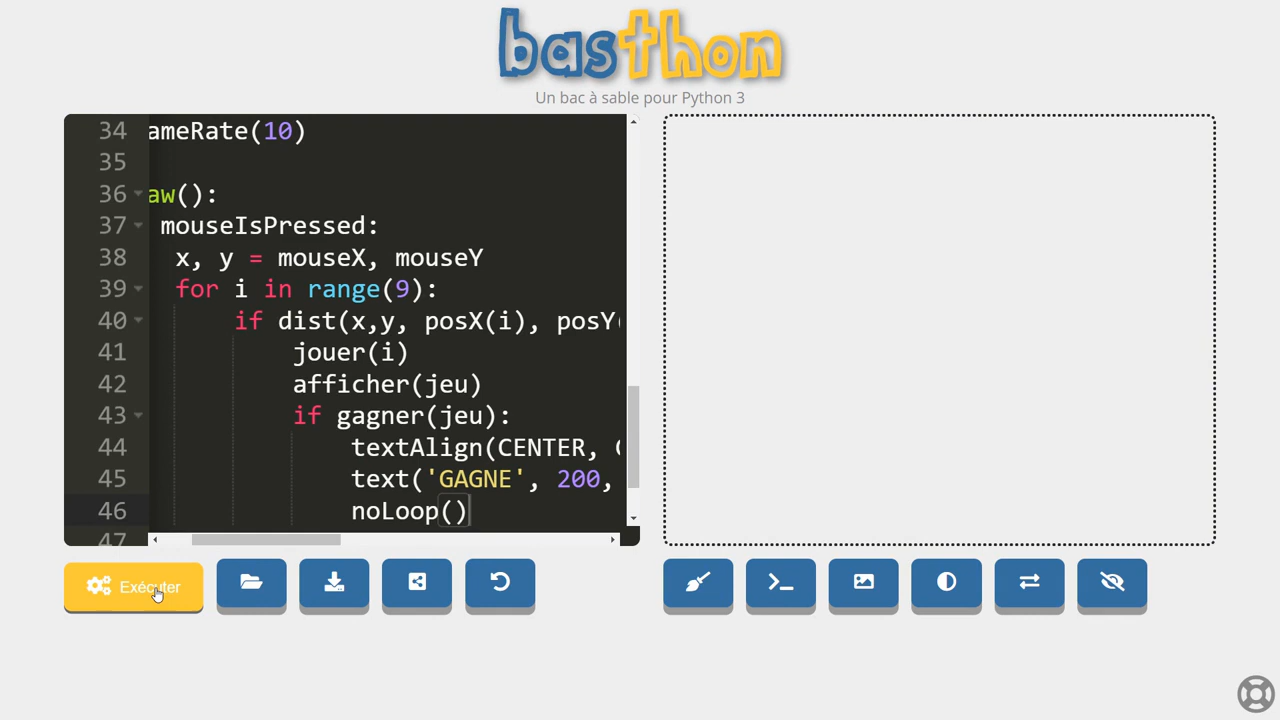 basthon
Un bac à sable pour Python 3
34 ameRate(10)
35
36 aw():
37 mouseIsPressed:
38 x, y = mouseX, mouseY
39 for i in range(9):
40 if dist(x,y, posX(i), posY(
41 jouer(i)
42 afficher(jeu)
43 if gagner(jeu):
44 textAlign(CENTER,
45 text('GAGNE', 200,
46 noLoop()
47
Exécuter